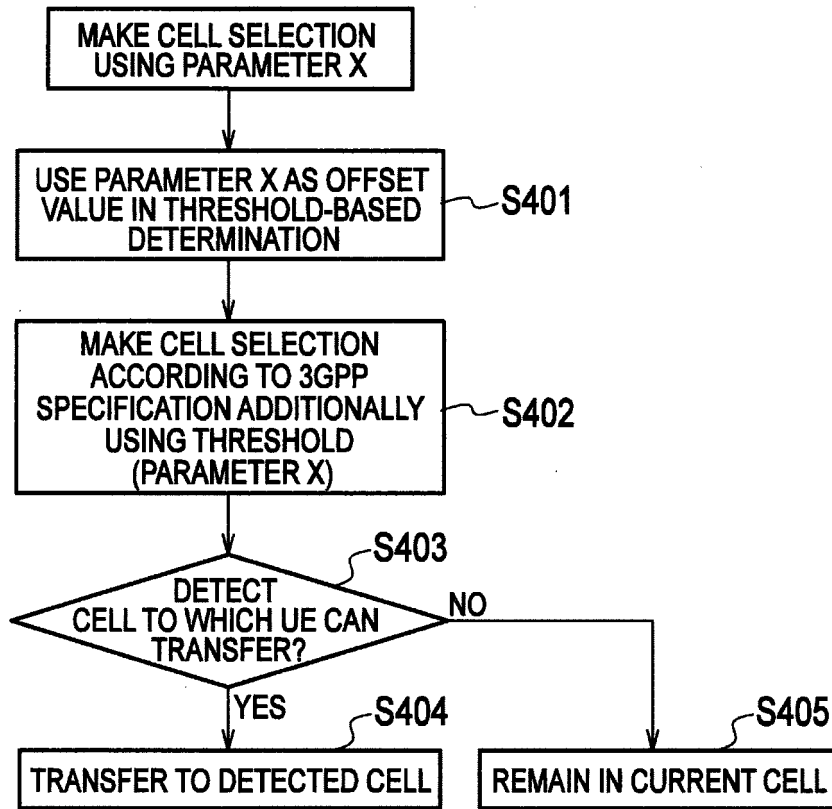 MAKE CELL SELECTION
USING PARAMETER X
USE PARAMETER X AS OFFSET
VALUE IN THRESHOLD-BASED
DETERMINATION
S401
MAKE CELL SELECTION
ACCORDING TO 3GPP
SPECIFICATION ADDITIONALLY
USING THRESHOLD
(PARAMETER X)
S402
S403
DETECT
CELL TO WHICH UE CAN
TRANSFER?
NO
YES
S404
TRANSFER TO DETECTED CELL
S405
REMAIN IN CURRENT CELL